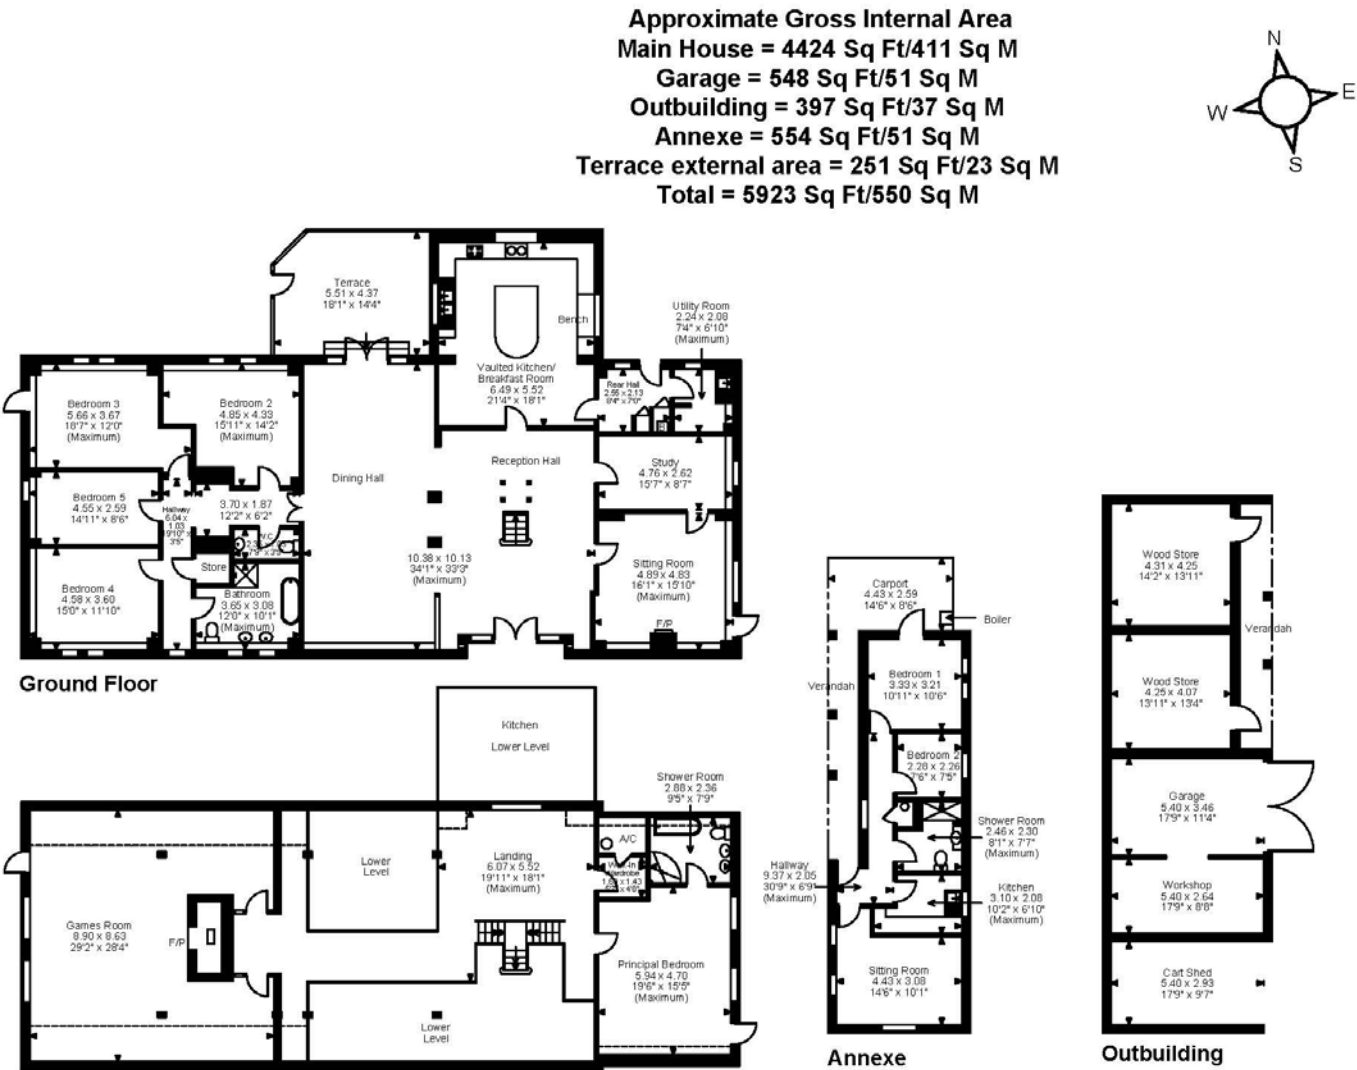 Approximate Gross Internal Area
Main House = 4424 Sq Ft/411 Sq M
Garage = 548 Sq Ft/51 Sq M
Outbuilding = 397 Sq Ft/37 Sq M
Annexe = 554 Sq Ft/51 Sq M
Terrace external area = 251 Sq Ft/23 Sq M
Total = 5923 Sq Ft/550 Sq M
N
W
E
S
Terrace
5.51 x 4.37
18'1" x 14'4"
Bench
Vaulted Kitchen/
Breakfast Room
6.49 x 5.52
21'4" x 18'1"
Utility Room
2.24 x 2.08
7'4" x 6'10"
(Maximum)
Rear Hall
2.55 x 2.13
8'4" x 7'0"
Bedroom 3
5.66 x 3.67
18'7" x 12'0"
(Maximum)
Bedroom 2
4.85 x 4.33
15'11" x 14'2"
(Maximum)
Dining Hall
Reception Hall
Study
4.76 x 2.62
15'7" x 8'7"
Bedroom 5
4.55 x 2.59
14'11" x 8'6"
Hallway
6.04 x
1.03
19'10" x
3'5"
3.70 x 1.87
12'2" x 6'2"
Store
10.38 x 10.13
34'1" x 33'3"
(Maximum)
Sitting Room
4.89 x 4.83
16'1" x 15'10"
(Maximum)
F/P
Bedroom 4
4.58 x 3.60
15'0" x 11'10"
Bathroom
3.65 x 3.08
12'0" x 10'1"
(Maximum)
Ground Floor
Kitchen
Lower Level
Shower Room
2.88 x 2.36
9'5" x 7'9"
A/C
Wardrobe
Lower
Level
Landing
6.07 x 5.52
19'11" x 18'1"
(Maximum)
Games Room
8.90 x 8.63
29'2" x 28'4"
F/P
Principal Bedroom
5.94 x 4.70
19'6" x 15'5"
(Maximum)
Lower
Level
Carport
4.43 x 2.59
14'6" x 8'6"
Boiler
Verandah
Bedroom 1
3.33 x 3.21
10'11" x 10'6"
Bedroom 2
2.28 x 2.26
7'6" x 7'5"
Shower Room
2.46 x 2.30
8'1" x 7'7"
(Maximum)
Hallway
9.37 x 2.05
30'9" x 6'9"
(Maximum)
Kitchen
3.10 x 2.08
10'2" x 6'10"
(Maximum)
Sitting Room
4.43 x 3.08
14'6" x 10'1"
Annexe
Wood Store
4.31 x 4.25
14'2" x 13'11"
Verandah
Wood Store
4.25 x 4.07
13'11" x 13'4"
Garage
5.40 x 3.46
17'9" x 11'4"
Workshop
5.40 x 2.64
17'9" x 8'8"
Cart Shed
5.40 x 2.93
17'9" x 9'7"
Outbuilding